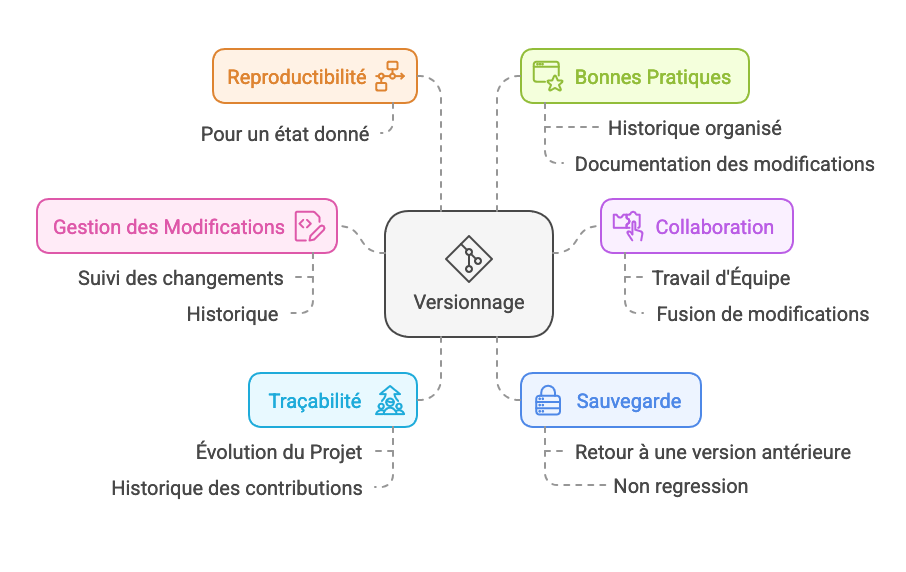 Reproductibilité
Pour un état donné
Bonnes Pratiques
Historique organisé
Documentation des modifications
Gestion des Modifications
Suivi des changements
Historique
Versionnage
Collaboration
Travail d'Équipe
Fusion de modifications
Traçabilité
Évolution du Projet
Historique des contributions
Sauvegarde
Retour à une version antérieure
Non regression